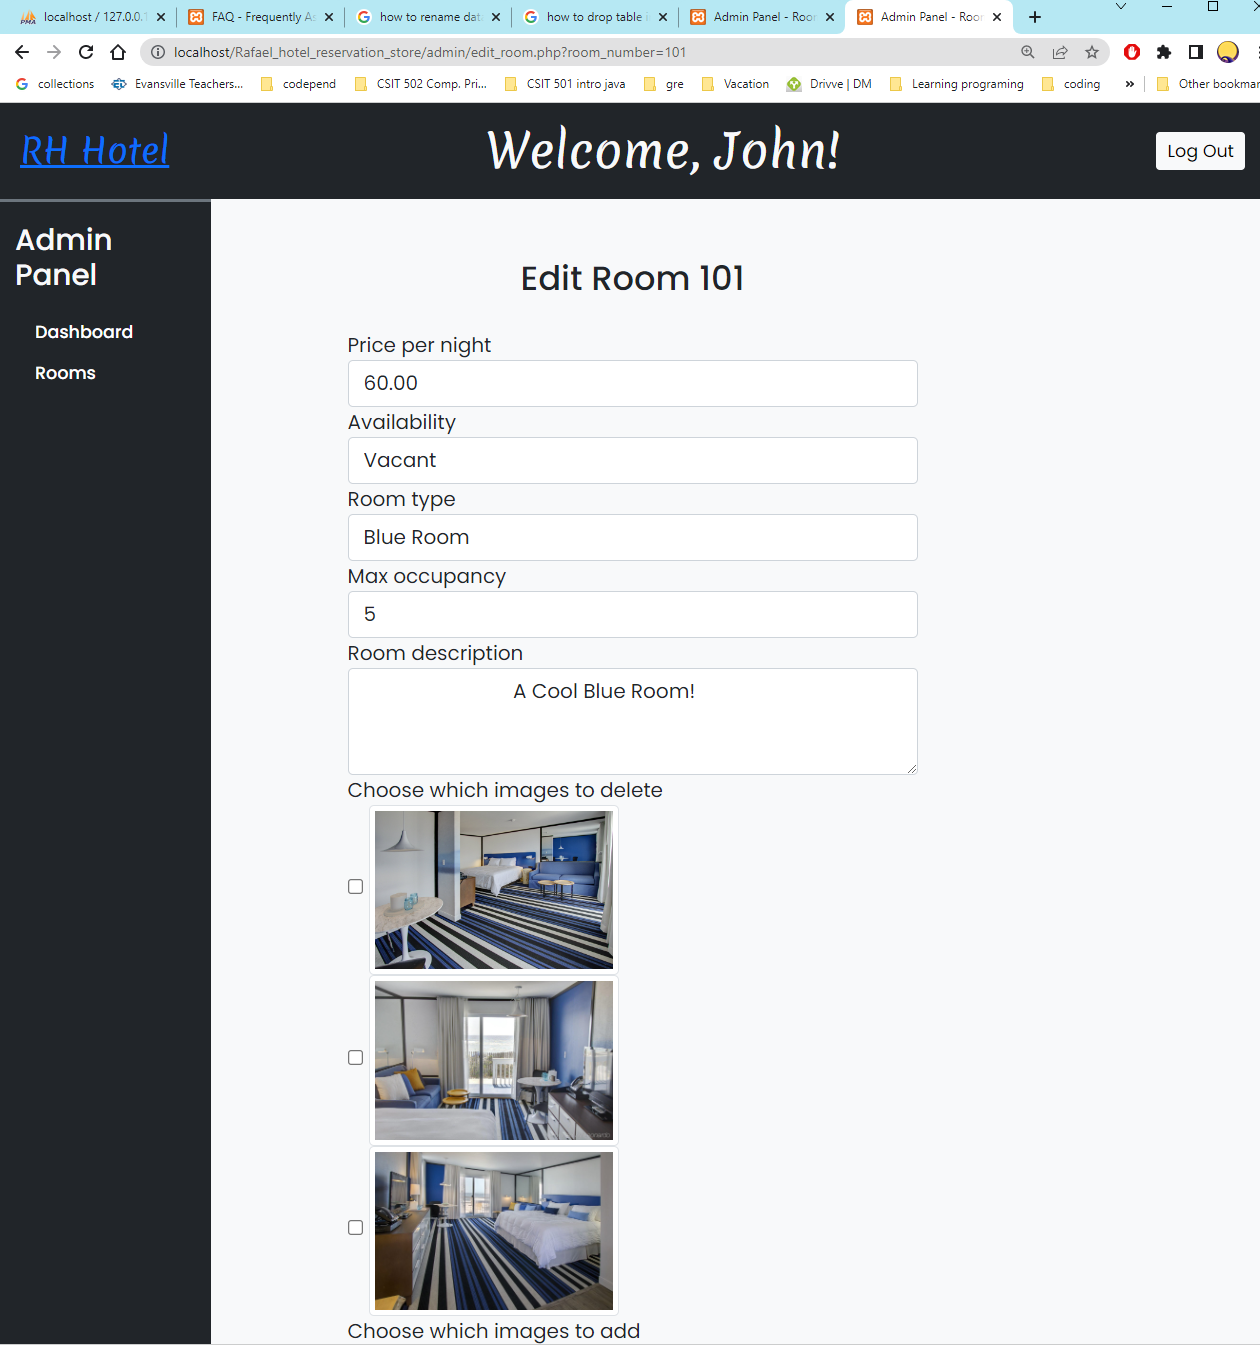 localhost / 127.0.0.1
FAQ - Frequently As
how to rename dat
how to drop table i
Admin Panel - Roor
Admin Panel - Roor
localhost/Rafael_hotel_reservation_store/admin/edit_room.php?room_number=101
collections
Evansville Teachers...
codepend
CSIT 502 Comp. Pri...
CSIT 501 intro java
gre
Vacation
Drivve | DM
Learning programing
coding
»
Other bookmar
RH Hotel
Welcome, John!
Log Out
Admin
Panel
Dashboard
Rooms
Edit Room 101
Price per night
60.00
Availability
Vacant
Room type
Blue Room
Max occupancy
5
Room description
A Cool Blue Room!
Choose which images to delete
Choose which images to add